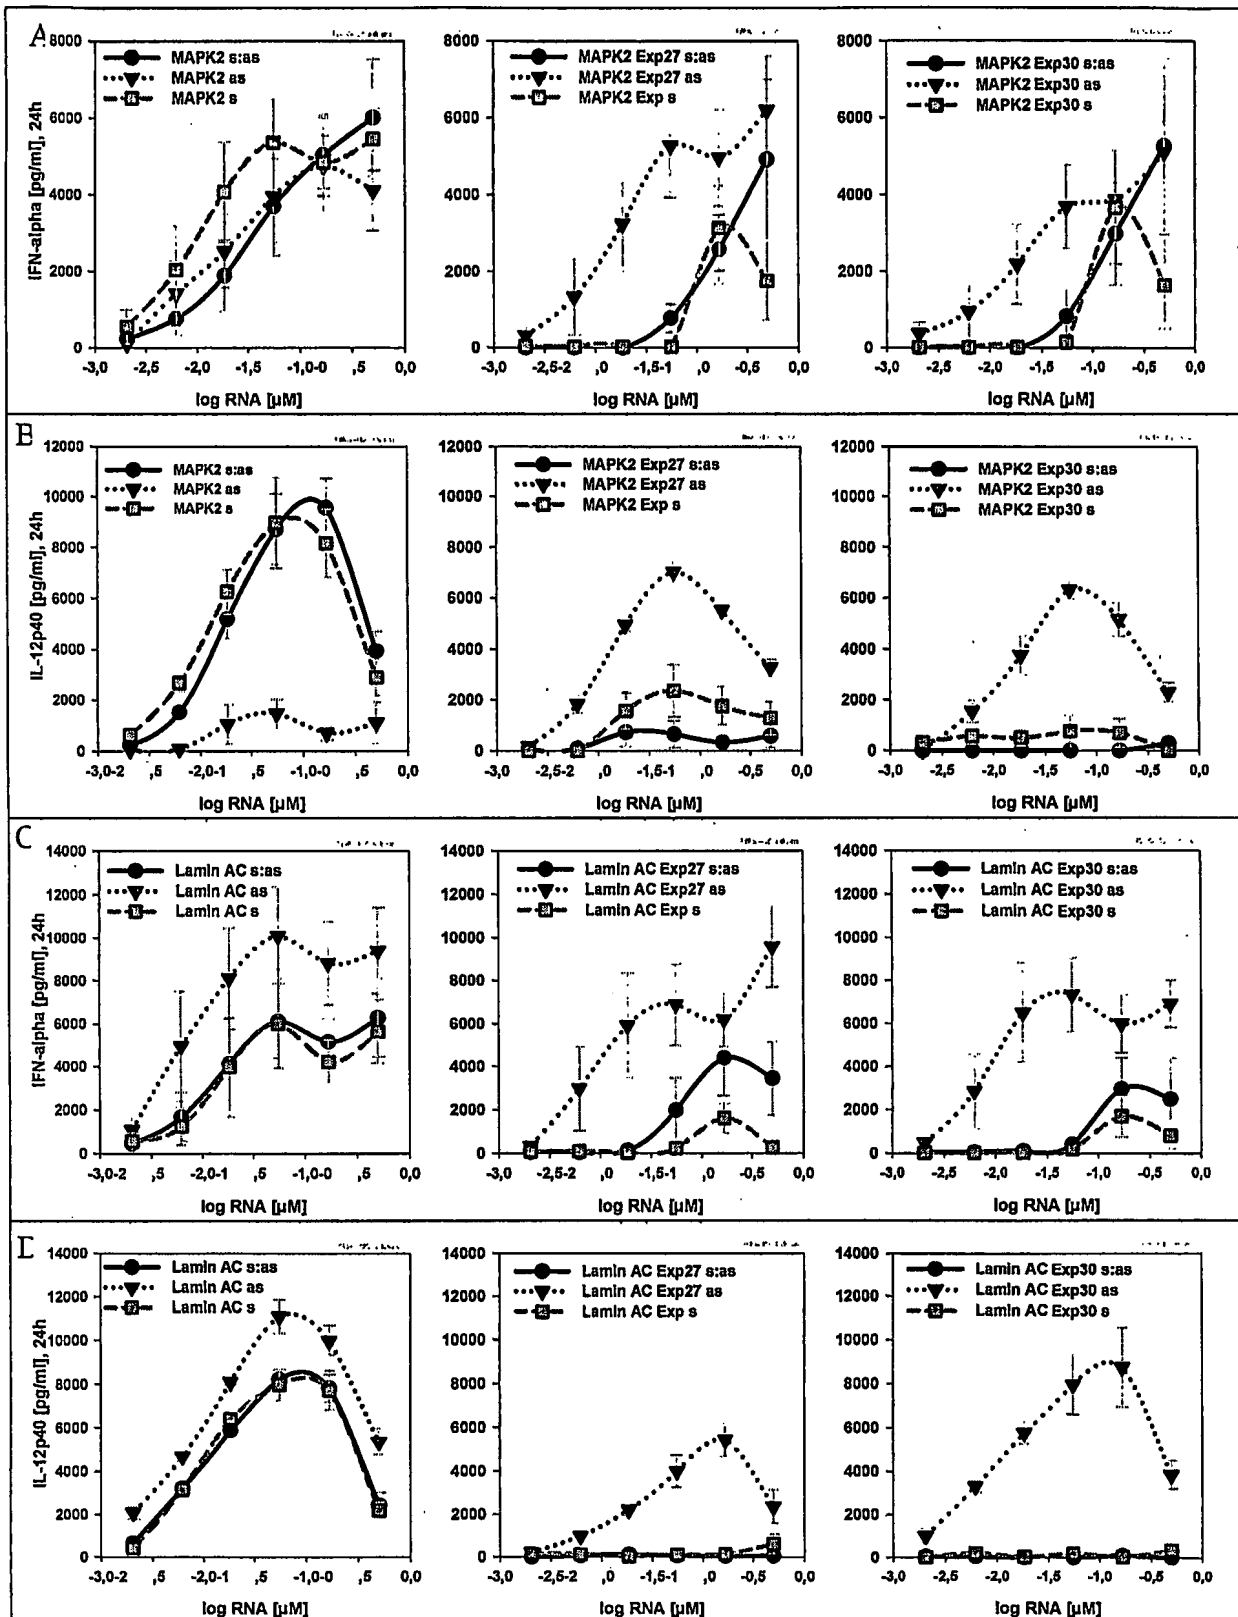 A
8000
6000
4000
2000
0
IFN-alpha [pg/ml], 24h
MAPK2 s:as
MAPK2 as
MAPK2 s
-3,0 -2,5 -2,0 -1,5 -1,0 -0,5 0,0
log RNA [µM]
8000
6000
4000
2000
0
MAPK2 Exp27 s:as
MAPK2 Exp27 as
MAPK2 Exp s
-3,0 -2,5-2 ,0 -1,5-1 ,0 -0,5 0,0
log RNA [µM]
8000
6000
4000
2000
0
MAPK2 Exp30 s:as
MAPK2 Exp30 as
MAPK2 Exp30 s
-3,0 -2,5 -2,0 -1,5 -1,0 -0,5 0,0
log RNA [µM]
B
12000
10000
8000
6000
4000
2000
0
IL-12p40 [pg/ml], 24h
MAPK2 s:as
MAPK2 as
MAPK2 s
-3,0-2 ,5 -2,0-1 ,5 -1,0-0 ,5 0,0
log RNA [µM]
12000
10000
8000
6000
4000
2000
0
MAPK2 Exp27 s:as
MAPK2 Exp27 as
MAPK2 Exp s
-3,0 -2,5-2 ,0 -1,5-1 ,0 -0,5 0,0
log RNA [µM]
12000
10000
8000
6000
4000
2000
0
MAPK2 Exp30 s:as
MAPK2 Exp30 as
MAPK2 Exp30 s
-3,0 -2,5 -2,0 -1,5 -1,0 -0,5 0,0
log RNA [µM]
C
14000
12000
10000
8000
6000
4000
2000
0
IFN-alpha [pg/ml], 24h
Lamin AC s:as
Lamin AC as
Lamin AC s
-3,0-2 ,5 -2,0-1 ,5 -1,0-0 ,5 0,0
log RNA [µM]
14000
12000
10000
8000
6000
4000
2000
0
Lamin AC Exp27 s:as
Lamin AC Exp27 as
Lamin AC Exp s
-3,0 -2,5-2 ,0 -1,5-1 ,0 -0,5 0,0
log RNA [µM]
14000
12000
10000
8000
6000
4000
2000
0
Lamin AC Exp30 s:as
Lamin AC Exp30 as
Lamin AC Exp30 s
-3,0 -2,5 -2,0 -1,5 -1,0 -0,5 0,0
log RNA [µM]
D
14000
12000
10000
8000
6000
4000
2000
0
IL-12p40 [pg/ml], 24h
Lamin AC s:as
Lamin AC as
Lamin AC s
-3,0-2 ,5 -2,0-1 ,5 -1,0-0 ,5 0,0
log RNA [µM]
14000
12000
10000
8000
6000
4000
2000
0
Lamin AC Exp27 s:as
Lamin AC Exp27 as
Lamin AC Exp s
-3,0 -2,5-2 ,0 -1,5-1 ,0 -0,5 0,0
log RNA [µM]
14000
12000
10000
8000
6000
4000
2000
0
Lamin AC Exp30 s:as
Lamin AC Exp30 as
Lamin AC Exp30 s
-3,0 -2,5 -2,0 -1,5 -1,0 -0,5 0,0
log RNA [µM]